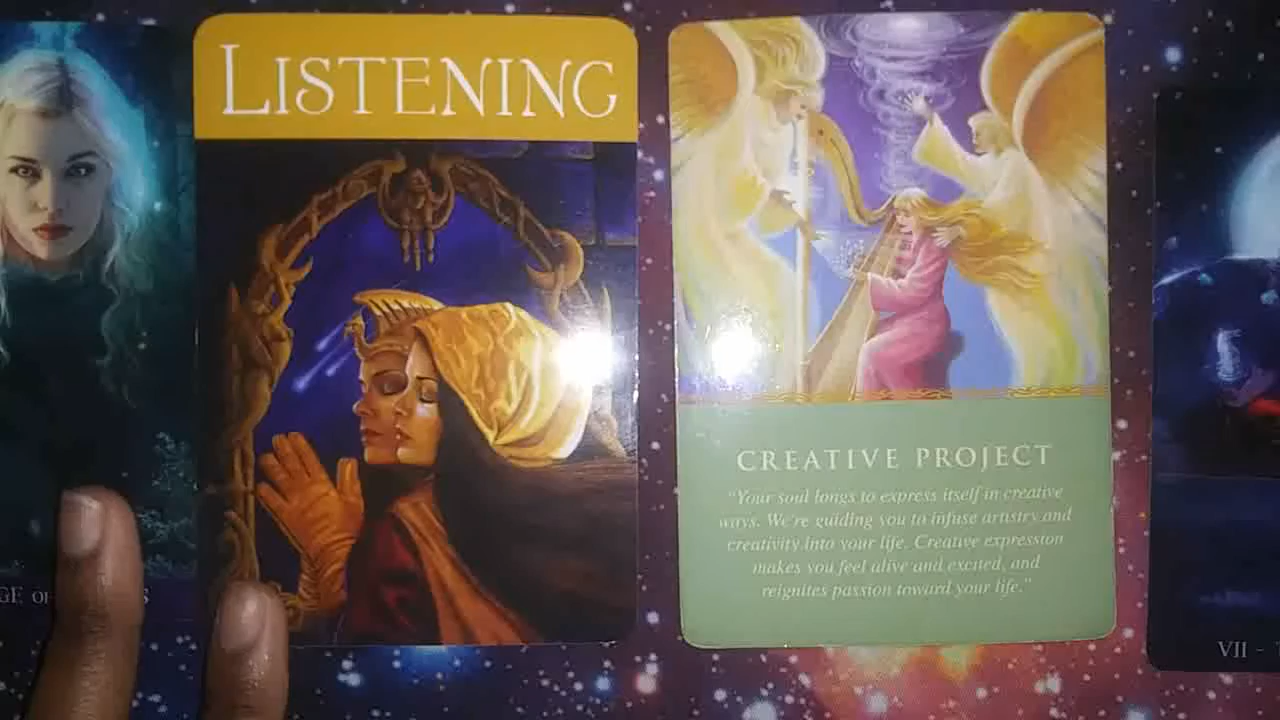 LISTENING
CREATIVE PROJECT
"Your soul longs to express itself in creative
ways. We're guiding you to infuse artistry and
creativity into your life. Creative expression
makes you feel alive and excited, and
reignites passion toward your life."
VII -